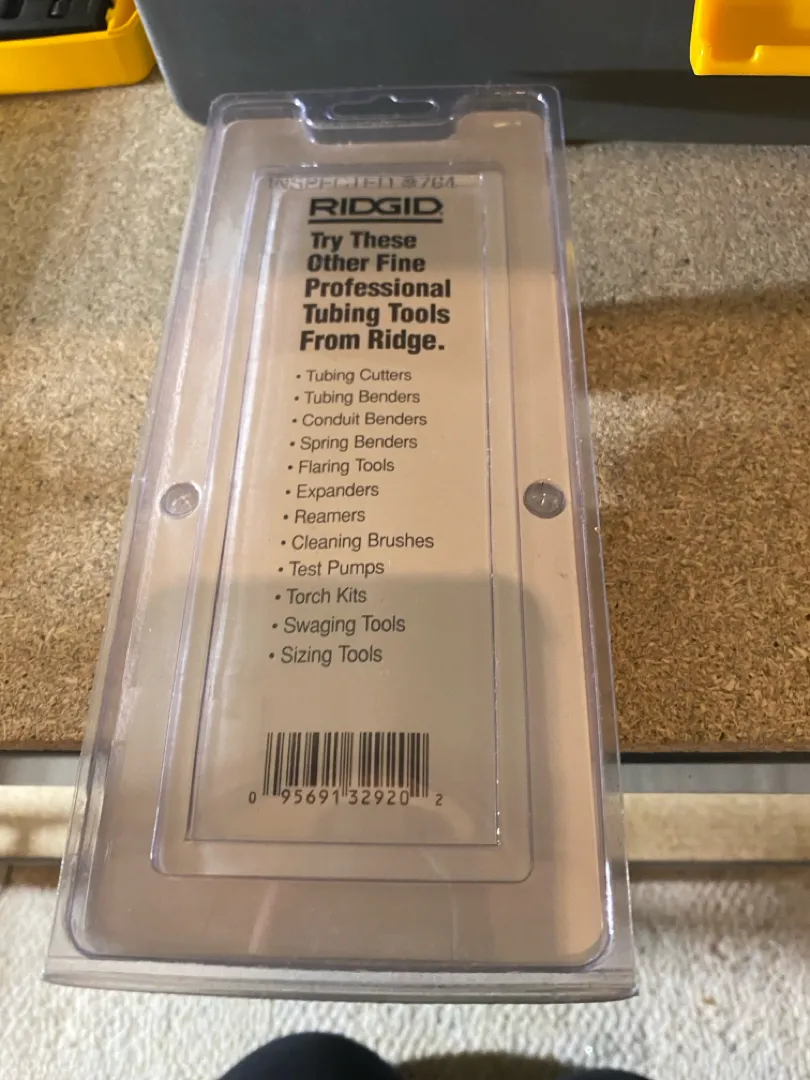 INSPECTED @764
RIDGID
Try These
Other Fine
Professional
Tubing Tools
From Ridge.
• Tubing Cutters
• Tubing Benders
• Conduit Benders
• Spring Benders
• Flaring Tools
• Expanders
• Reamers
• Cleaning Brushes
• Test Pumps
• Torch Kits
• Swaging Tools
• Sizing Tools
0 95691 32920 2